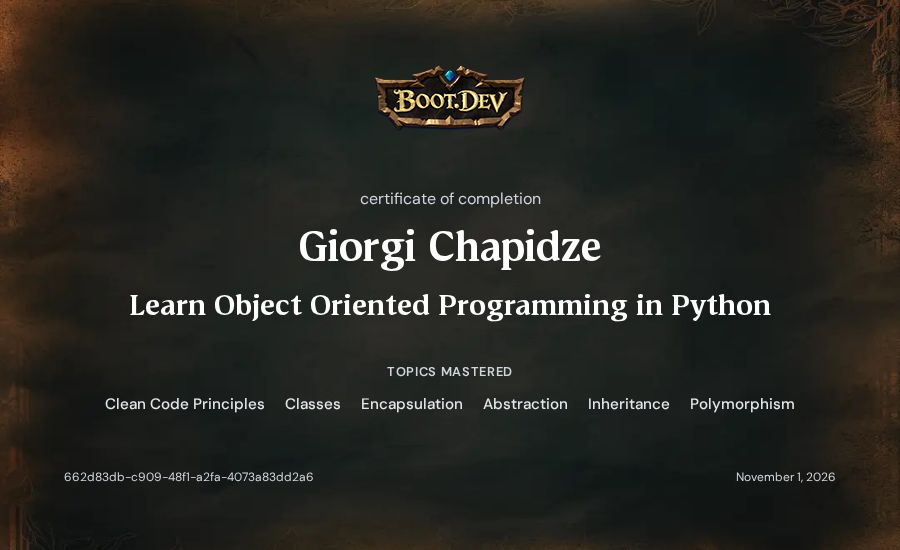 BOOT.DEV
certificate of completion
Giorgi Chapidze
Learn Object Oriented Programming in Python
TOPICS MASTERED
Clean Code Principles Classes Encapsulation Abstraction Inheritance Polymorphism
662d83db-c909-48f1-a2fa-4073a83dd2a6 November 1, 2026